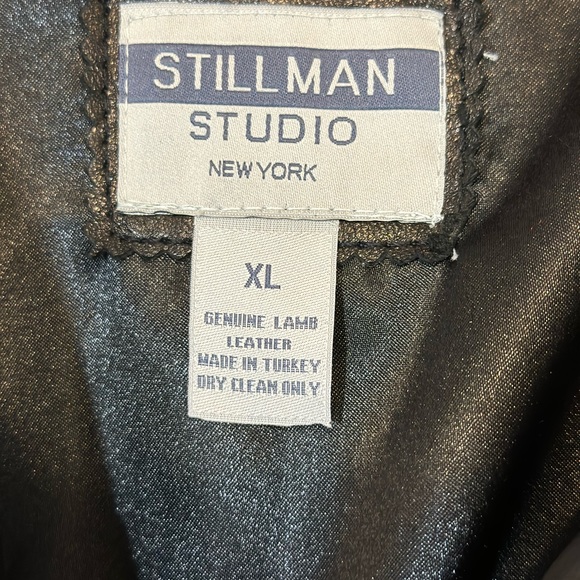 STILLMAN
STUDIO
NEW YORK
XL
GENUINE LAMB
LEATHER
MADE IN TURKEY
DRY CLEAN ONLY